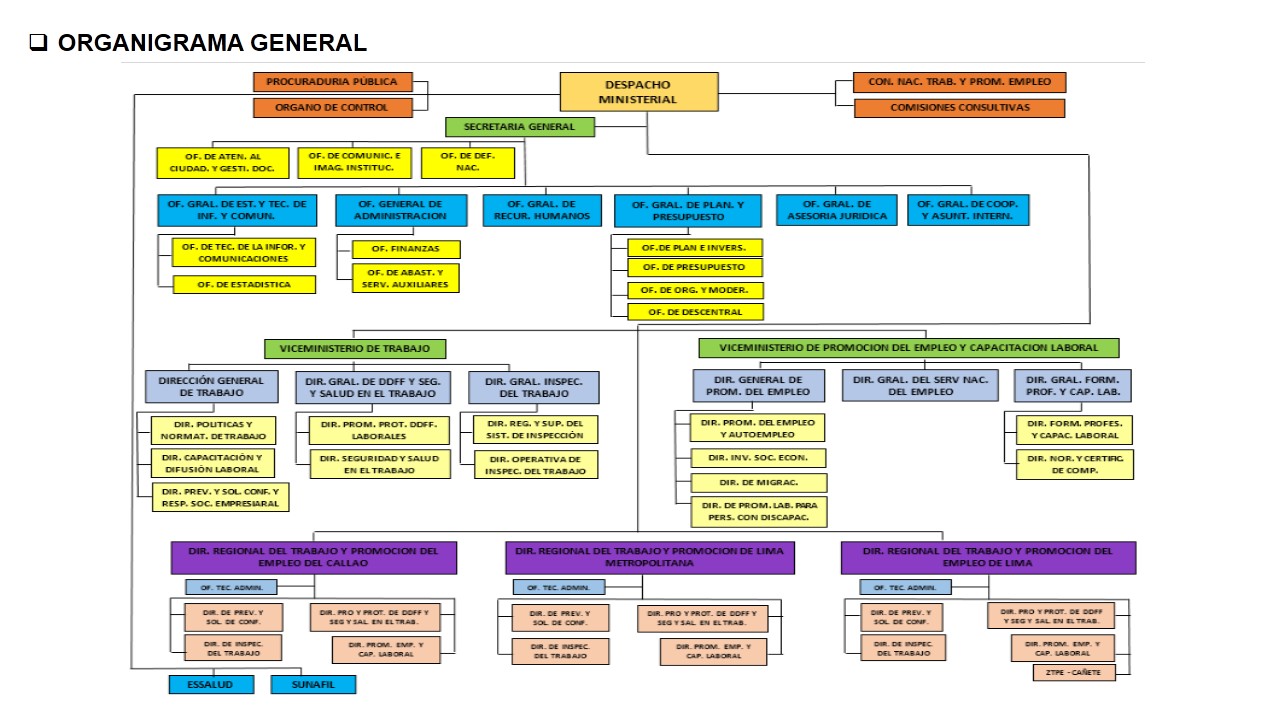 ORGANIGRAMA GENERAL
PROCURADURIA PÚBLICA
ORGANO DE CONTROL
DESPACHO
MINISTERIAL
CON. NAC. TRAB. Y PROM. EMPLEO
COMISIONES CONSULTIVAS
SECRETARIA GENERAL
OF. DE ATEN. AL
CIUDAD. Y GESTI. DOC.
OF. DE COMUNIC. E
IMAG. INSTITUC.
OF. DE DEF.
NAC.
OF. GRAL. DE EST. Y TEC. DE
INF. Y COMUN.
OF. GENERAL DE
ADMINISTRACION
OF. GRAL. DE
RECUR. HUMANOS
OF. GRAL. DE PLAN. Y
PRESUPUESTO
OF. GRAL. DE
ASESORIA JURIDICA
OF. GRAL. DE COOP.
Y ASUNT. INTERN.
OF. DE TEC. DE LA INFOR. Y
COMUNICACIONES
OF. DE ESTADISTICA
OF. FINANZAS
OF. DE ABAST. Y
SERV. AUXILIARES
OF.DE PLAN E INVERS.
OF. DE PRESUPUESTO
OF. DE ORG. Y MODER.
OF. DE DESCENTRAL
VICEMINISTERIO DE TRABAJO
VICEMINISTERIO DE PROMOCION DEL EMPLEO Y CAPACITACION LABORAL
DIRECCIÓN GENERAL
DE TRABAJO
DIR. GRAL. DE DDFF Y SEG.
Y SALUD EN EL TRABAJO
DIR. GRAL. INSPEC.
DEL TRABAJO
DIR. GENERAL DE
PROM. DEL EMPLEO
DIR. GRAL. DEL SERV NAC.
DEL EMPLEO
DIR. GRAL. FORM.
PROF. Y CAP. LAB.
DIR. POLITICAS Y
NORMAT. DE TRABAJO
DIR. CAPACITACIÓN Y
DIFUSIÓN LABORAL
DIR. PREV. Y SOL. CONF. Y
RESP. SOC. EMPRESIARAL
DIR. PROM. PROT. DDFF.
LABORALES
DIR. SEGURIDAD Y SALUD
EN EL TRABAJO
DIR. REG. Y SUP. DEL
SIST. DE INSPECCIÓN
DIR. OPERATIVA DE
INSPEC. DEL TRABAJO
DIR. PROM. DEL EMPLEO
Y AUTOEMPLEO
DIR. INV. SOC. ECON.
DIR. DE MIGRAC.
DIR. DE PROM. LAB. PARA
PERS. CON DISCAPAC.
DIR. FORM. PROFES.
Y CAPAC. LABORAL
DIR. NOR. Y CERTIFIC.
DE COMP.
DIR. REGIONAL DEL TRABAJO Y PROMOCION DEL
EMPLEO DEL CALLAO
DIR. REGIONAL DEL TRABAJO Y PROMOCION DE LIMA
METROPOLITANA
DIR. REGIONAL DEL TRABAJO Y PROMOCION DEL
EMPLEO DE LIMA
OF. TEC. ADMIN.
DIR. DE PREV. Y
SOL. DE CONF.
DIR. PRO Y PROT. DE DDFF Y
SEG Y SAL. EN EL TRAB.
DIR. DE INSPEC.
DEL TRABAJO
DIR. PROM. EMP. Y
CAP. LABORAL
OF. TEC. ADMIN.
DIR. DE PREV. Y
SOL. DE CONF.
DIR. PRO Y PROT. DE DDFF Y
SEG Y SAL. EN EL TRAB.
DIR. DE INSPEC.
DEL TRABAJO
DIR. PROM. EMP. Y
CAP. LABORAL
OF. TEC. ADMIN.
DIR. DE PREV. Y
SOL. DE CONF.
DIR. PRO Y PROT. DE DDFF
Y SEG Y SAL. EN EL TRAB.
DIR. DE INSPEC.
DEL TRABAJO
DIR. PROM. EMP. Y
CAP. LABORAL
ZTPE - CAÑETE
ESSALUD
SUNAFIL